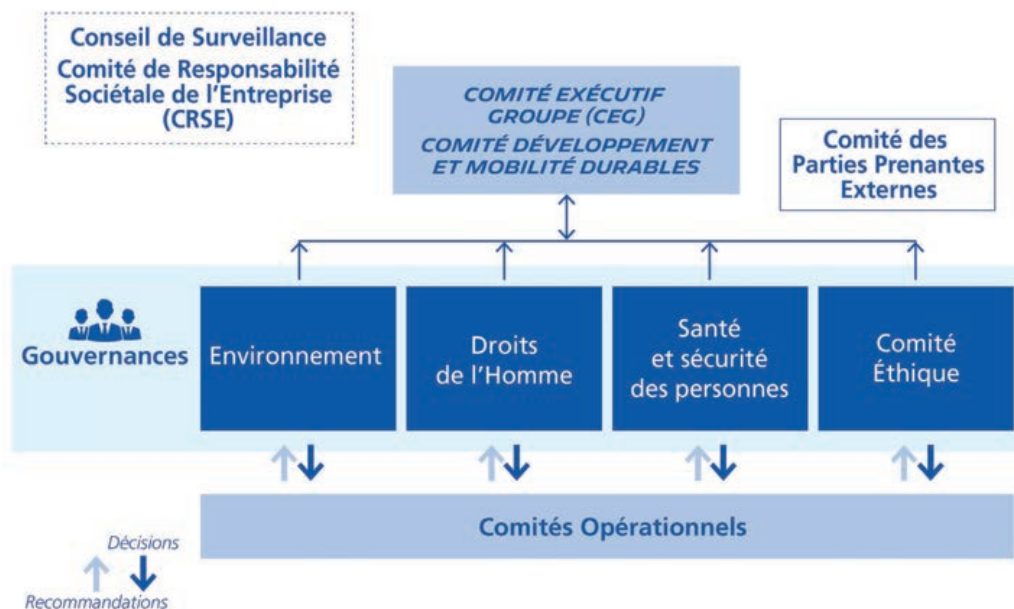 Conseil de Surveillance
Comité de Responsabilité
Sociétale de l'Entreprise
(CRSE)
COMITÉ EXÉCUTIF
GROUPE (CEG)
COMITÉ DÉVELOPPEMENT
ET MOBILITÉ DURABLES
Comité des
Parties Prenantes
Externes
Gouvernances
Environnement
Droits
de l'Homme
Santé
et sécurité
des personnes
Comité
Éthique
Comités Opérationnels
Décisions
Recommandations